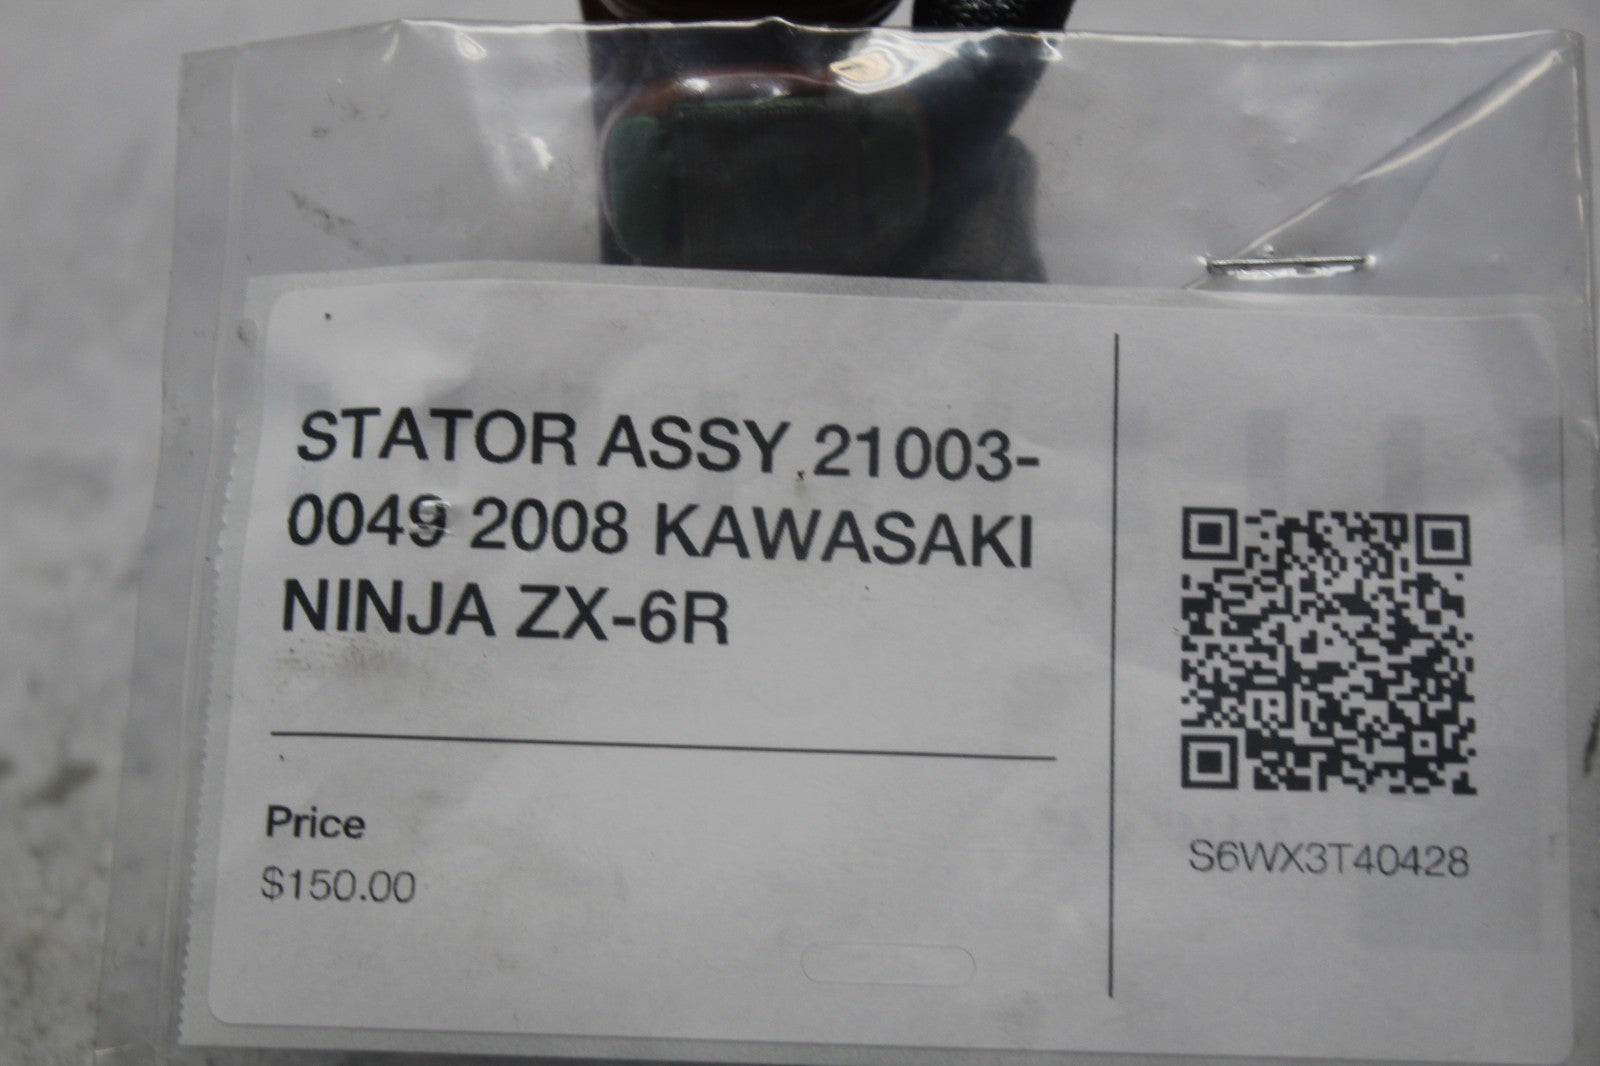 STATOR ASSY 21003-
0049 2008 KAWASAKI
NINJA ZX-6R
Price
$150.00
S6WX3T40428